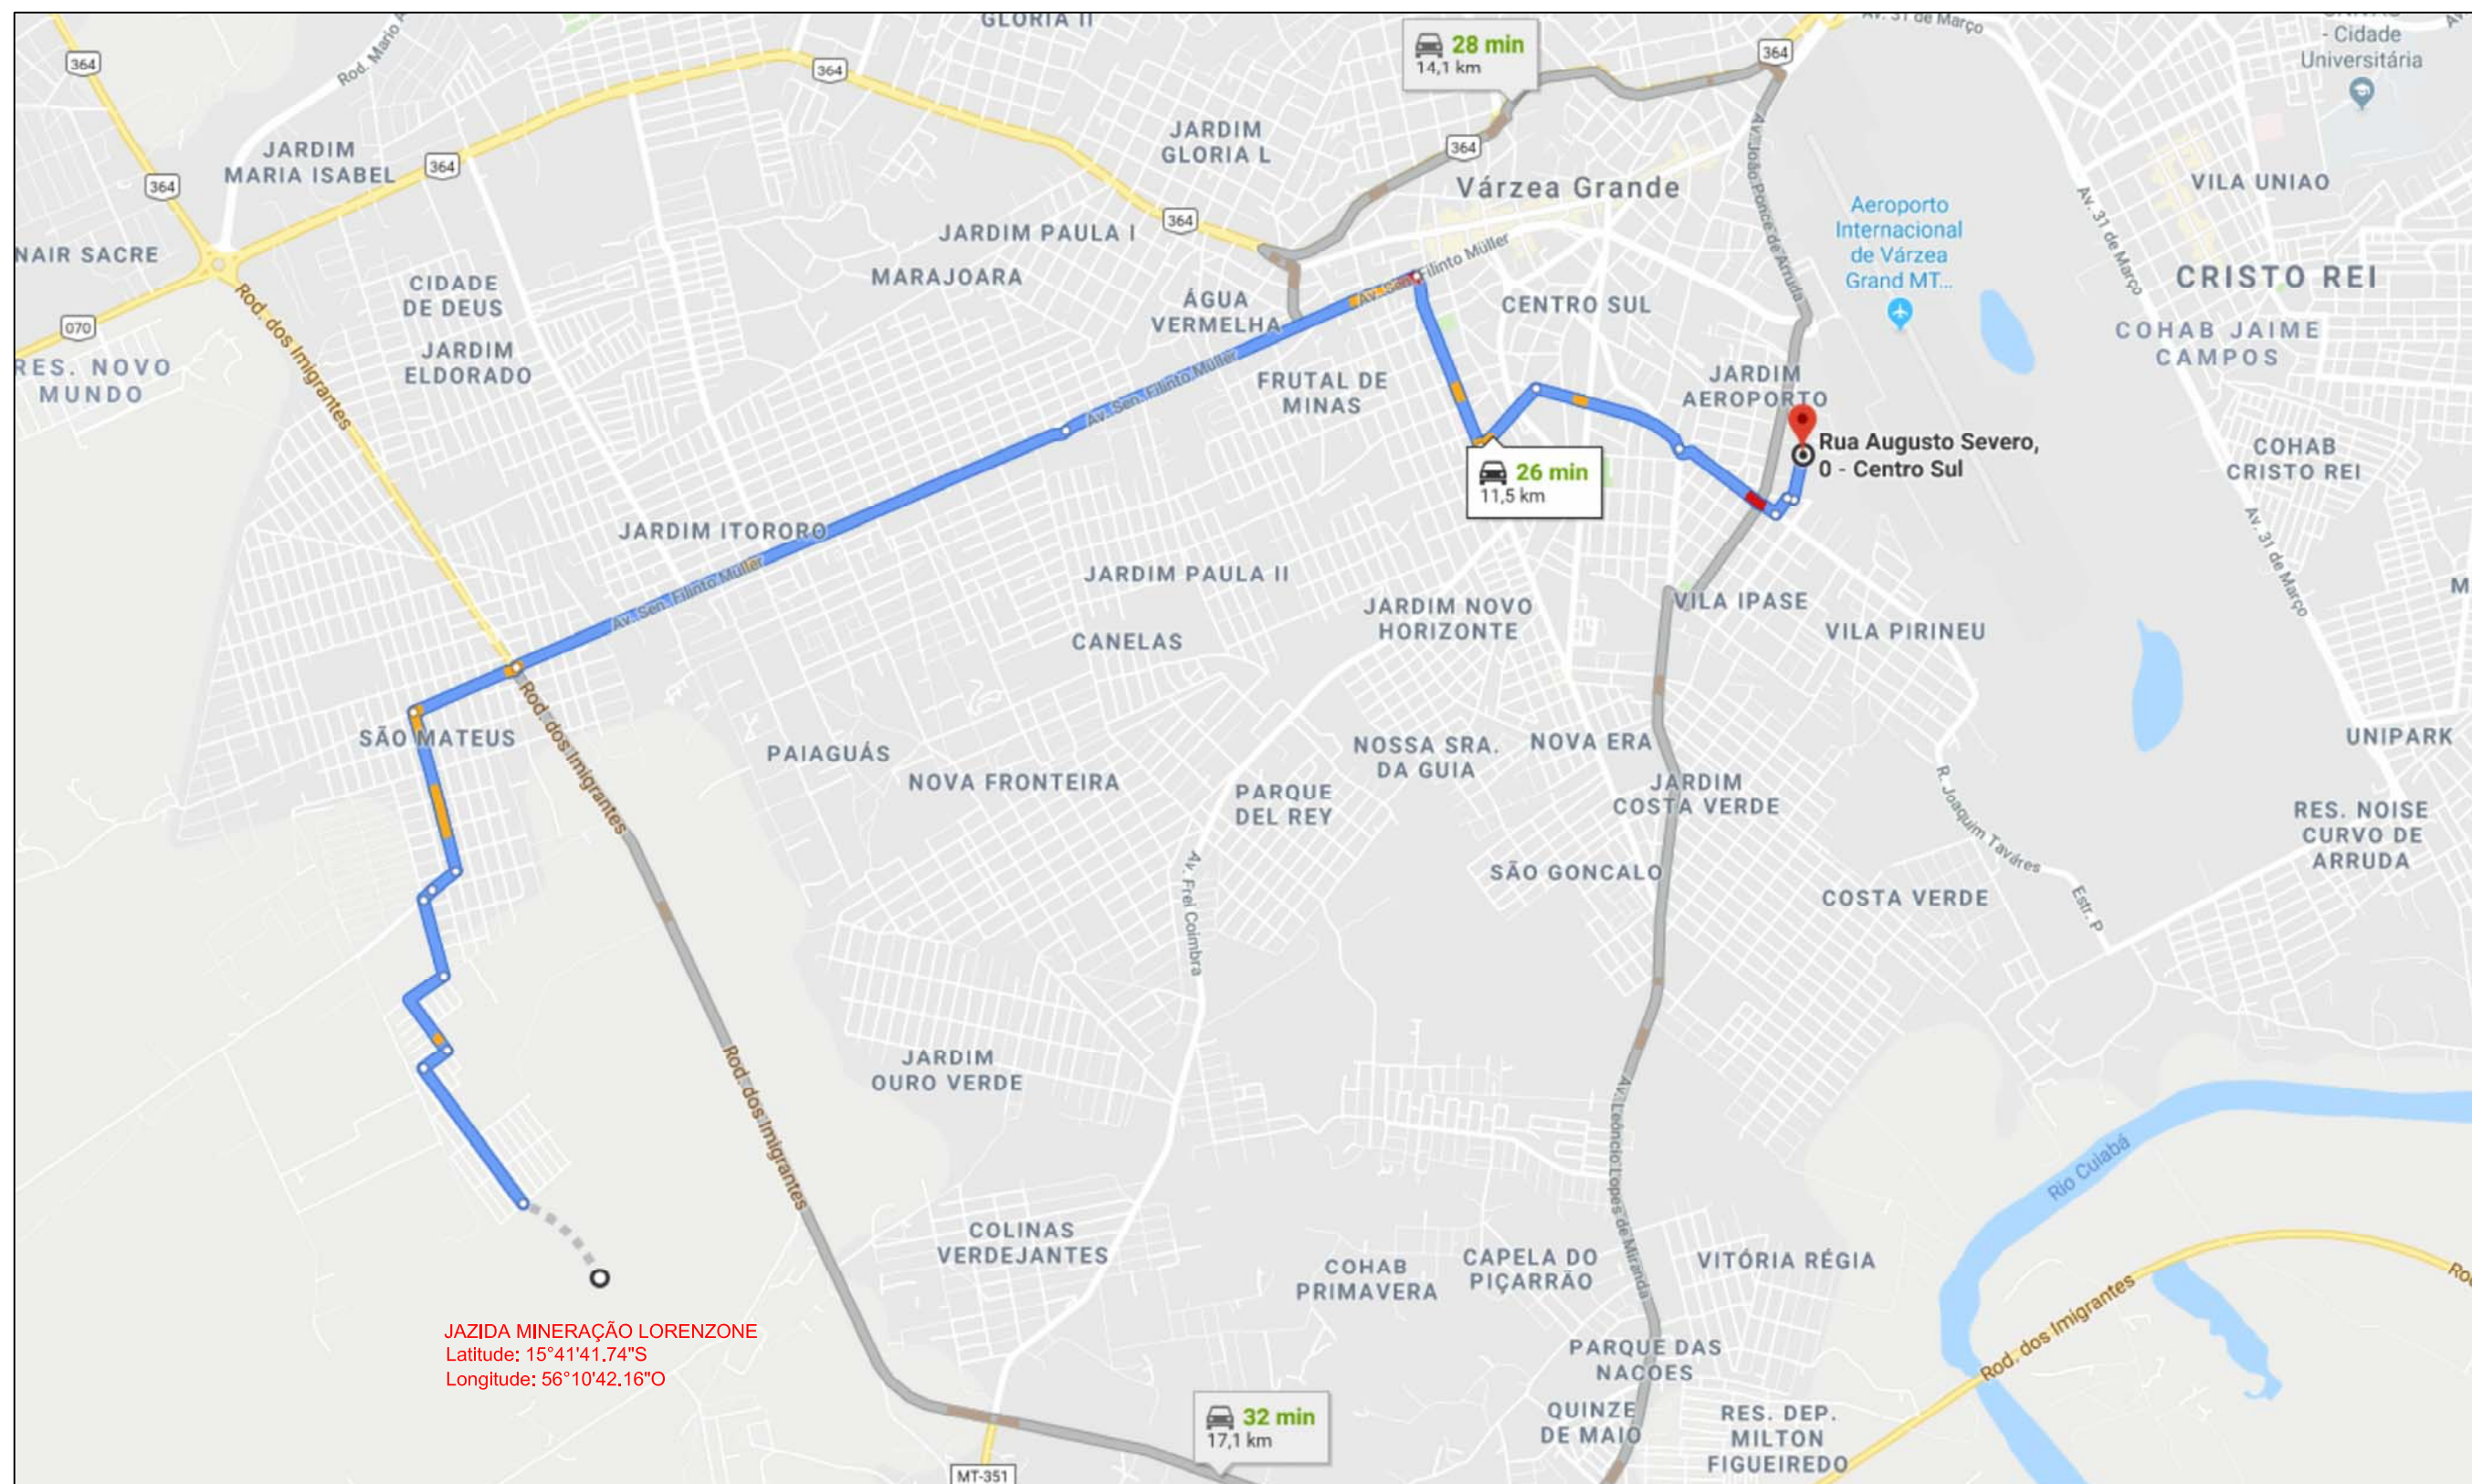 GLORIA II
Av. 31 de Março
- Cidade
Universitária
28 min
14,1 km
364
364
364
Rod. Mario
JARDIM
GLORIA L
JARDIM
MARIA ISABEL
364
364
364
Várzea Grande
VILA UNIAO
Av. João Ponce de Arruda
Av. 31 de Março
Aeroporto
Internacional
de Várzea
Grand MT...
364
JARDIM PAULA I
NAIR SACRE
MARAJOARA
CIDADE
DE DEUS
Filinto Müller
Av. Sen.
CRISTO REI
ÁGUA
VERMELHA
CENTRO SUL
070
Rod. dos Imigrantes
COHAB JAIME
CAMPOS
JARDIM
ELDORADO
RES. NOVO
MUNDO
Av. Sen. Filinto Müller
FRUTAL DE
MINAS
JARDIM
AEROPORTO
Rua Augusto Severo,
0 - Centro Sul
COHAB
CRISTO REI
26 min
11,5 km
JARDIM ITORORO
Av. 31 de Março
Av. Sen. Filinto Müller
JARDIM PAULA II
JARDIM NOVO
HORIZONTE
VILA IPASE
M
CANELAS
VILA PIRINEU
SÃO MATEUS
Rod. dos Imigrantes
PAIAGUÁS
NOSSA SRA.
DA GUIA
NOVA ERA
UNIPARK
NOVA FRONTEIRA
PARQUE
DEL REY
JARDIM
COSTA VERDE
R. Joaquim Tavares
RES. NOISE
CURVO DE
ARRUDA
SÃO GONCALO
COSTA VERDE
Av. Frei Coimbra
Estr. P
JARDIM
OURO VERDE
Rod. dos Imigrantes
Av. Leôncio Lopes de Miranda
Rio Cuiabá
COLINAS
VERDEJANTES
COHAB
PRIMAVERA
CAPELA DO
PIÇARRÃO
VITÓRIA RÉGIA
Rod. dos Imigrantes
JAZIDA MINERAÇÃO LORENZONE
Latitude: 15°41'41.74"S
Longitude: 56°10'42.16"O
PARQUE DAS
NACOES
32 min
17,1 km
QUINZE
DE MAIO
RES. DEP.
MILTON
FIGUEIREDO
MT-351